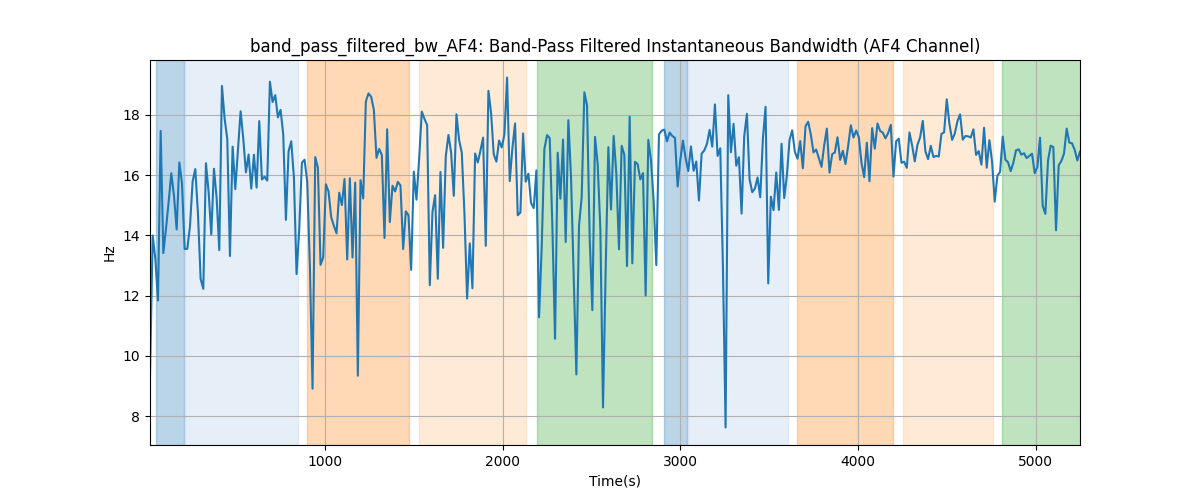 band_pass_filtered_bw_AF4: Band-Pass Filtered Instantaneous Bandwidth (AF4 Channel)
18
16
14
12
10
8
Hz
1000 2000 3000 4000 5000
Time(s)